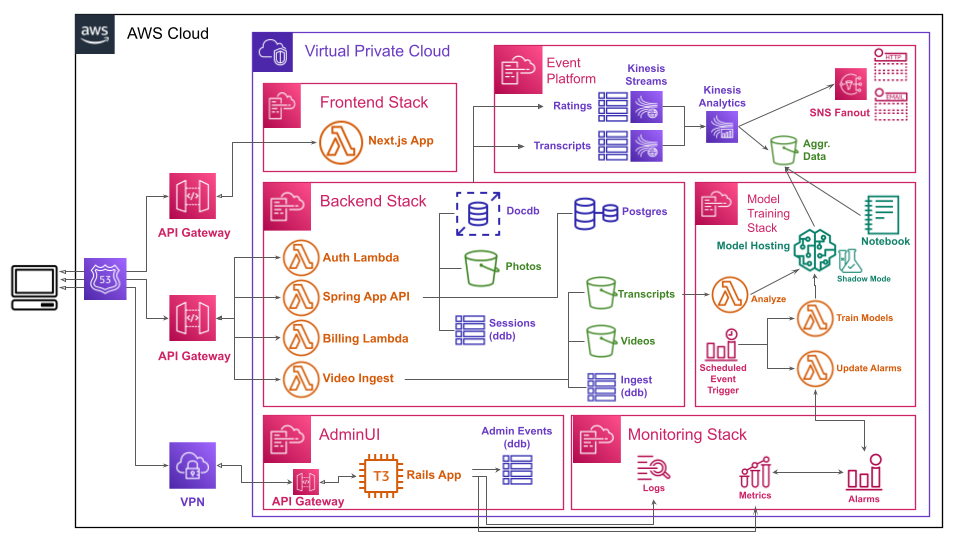 aws
AWS Cloud
Virtual Private Cloud
Event
Platform
Kinesis
Streams
Ratings
Transcripts
Kinesis
Analytics
HTTP
EMAIL
SNS Fanout
Aggr.
Data
Frontend Stack
Next.js App
API Gateway
Backend Stack
Docdb
Postgres
Auth Lambda
Photos
Spring App API
Transcripts
Sessions
(ddb)
Billing Lambda
Videos
Video Ingest
Ingest
(ddb)
53
API Gateway
Model
Training
Stack
Model Hosting
Notebook
Shadow Mode
Analyze
Train Models
Scheduled
Event
Trigger
Update Alarms
VPN
AdminUI
Admin Events
(ddb)
T3
Rails App
API Gateway
Monitoring Stack
Logs
Metrics
Alarms